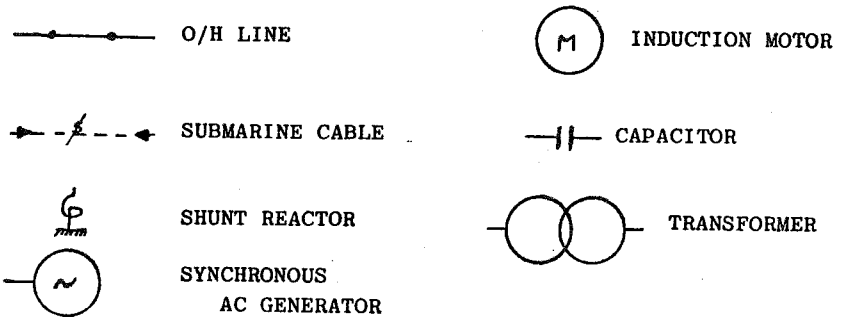 O/H LINE
SUBMARINE CABLE
SHUNT REACTOR
SYNCHRONOUS
AC GENERATOR
M
INDUCTION MOTOR
CAPACITOR
TRANSFORMER